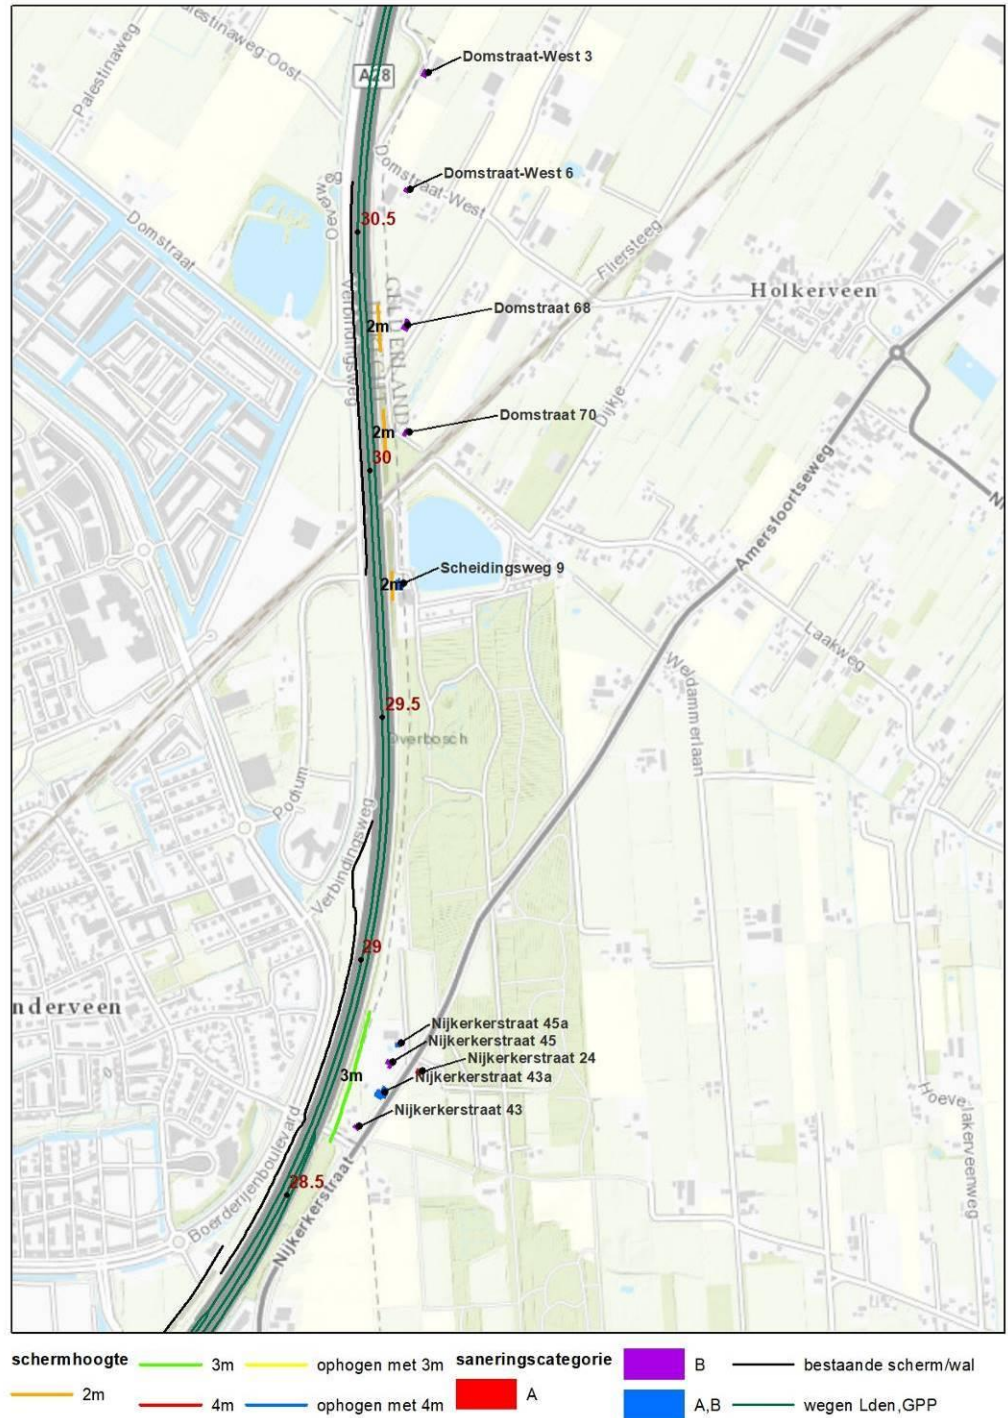 Palestinaweg
Palestinaweg-Oost
A28
Domstraat-West 3
Domstraat-West
Domstraat-West 6
Domstraat
30.5
Fliersteeg
Holkerveen
GELDERLAND
UTRECHT
Verbindingsweg
2m
Domstraat 68
2m
Domstraat 70
Dijkje
30
Amersfoortseweg
2m
Scheidingsweg 9
Laakweg
Weldammerlaan
29.5
Overbosch
Podium
Verbindingsweg
29
nderveen
Nijkerkerstraat 45a
Nijkerkerstraat 45
Nijkerkerstraat 24
3m
Nijkerkerstraat 43a
Nijkerkerstraat 43
Hoevelakerveenweg
Boerderijenboulevard
28.5
Nijkerkerstraat
schermhoogte
2m
3m
4m
ophogen met 3m
ophogen met 4m
saneringscategorie
A
B
A,B
bestaande scherm/wal
wegen Lden,GPP